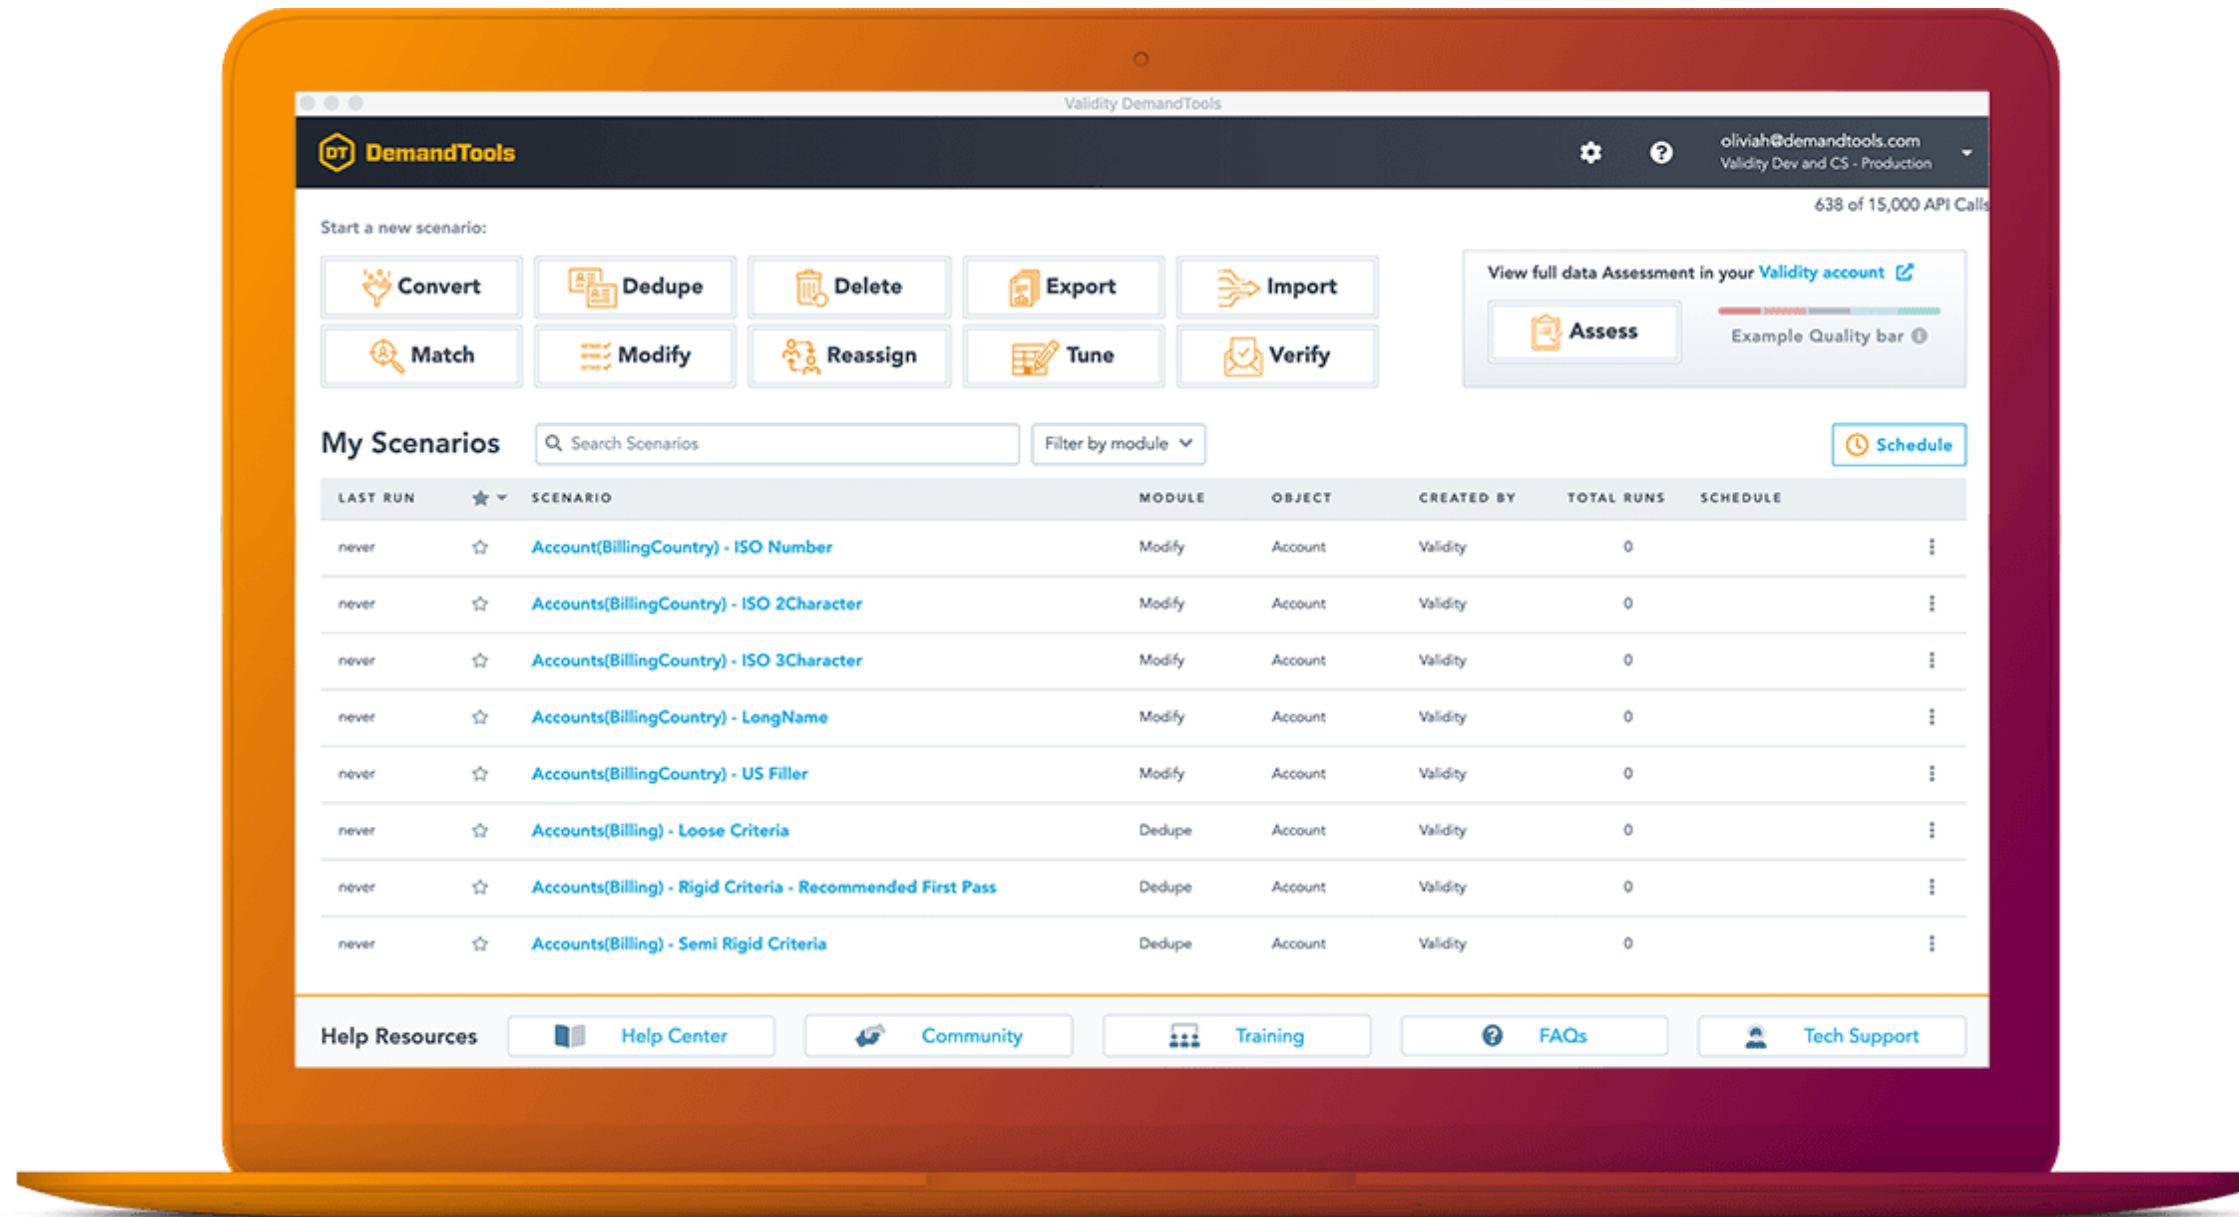 Validity DemandTools
DT DemandTools
oliviah@demandtools.com
Validity Dev and CS - Production
638 of 15,000 API Calls
Start a new scenario:
Convert Dedupe Delete Export Import
Match Modify Reassign Tune Verify
View full data Assessment in your Validity account
Assess
Example Quality bar
My Scenarios
Search Scenarios
Filter by module
Schedule
LAST RUN SCENARIO MODULE OBJECT CREATED BY TOTAL RUNS SCHEDULE
never Account(BillingCountry) - ISO Number Modify Account Validity 0
never Accounts(BillingCountry) - ISO 2Character Modify Account Validity 0
never Accounts(BillingCountry) - ISO 3Character Modify Account Validity 0
never Accounts(BillingCountry) - LongName Modify Account Validity 0
never Accounts(BillingCountry) - US Filler Modify Account Validity 0
never Accounts(Billing) - Loose Criteria Dedupe Account Validity 0
never Accounts(Billing) - Rigid Criteria - Recommended First Pass Dedupe Account Validity 0
never Accounts(Billing) - Semi Rigid Criteria Dedupe Account Validity 0
Help Resources Help Center Community Training FAQs Tech Support